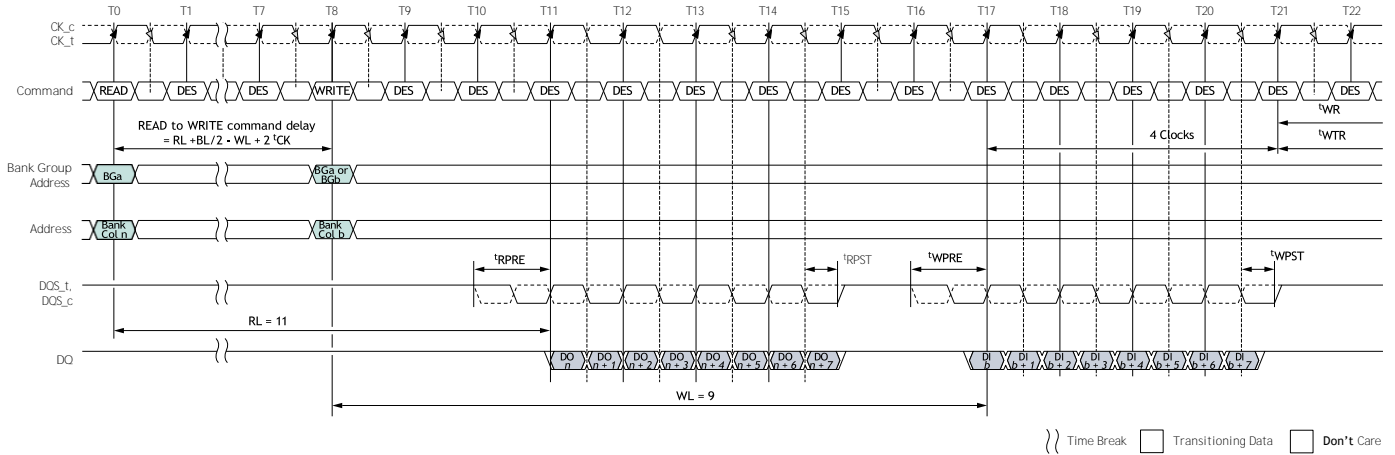 T0 T1 T7 T8 T9 T10 T11 T12 T13 T14 T15 T16 T17 T18 T19 T20 T21 T22
CK_c
CK_t
Command READ DES DES WRITE DES DES DES DES DES DES DES DES DES DES DES DES DES DES
tWR
READ to WRITE command delay
= RL +BL/2 - WL + 2 tCK
4 Clocks tWTR
Bank Group
Address
BGa
BGa or
BGb
Address
Bank
Col n
Bank
Col b
tRPRE tRPST tWPRE tWPST
DQS_t,
DQS_c
RL = 11
DQ
DO
n
DO
n + 1
DO
n + 2
DO
n + 3
DO
n + 4
DO
n + 5
DO
n + 6
DO
n + 7
DI
b
DI
b + 1
DI
b + 2
DI
b + 3
DI
b + 4
DI
b + 5
DI
b + 6
DI
b + 7
WL = 9
Time Break Transitioning Data Don't Care